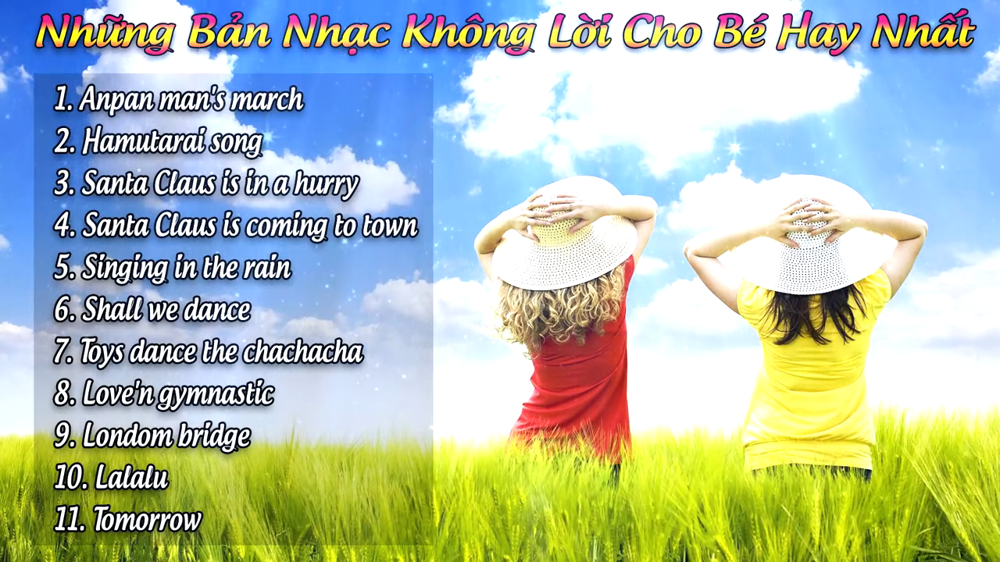 Những Bản Nhạc Không Lời Cho Bé Hay Nhất
1. Anpan man's march
2. Hamutarai song
3. Santa Claus is in a hurry
4. Santa Claus is coming to town
5. Singing in the rain
6. Shall we dance
7. Toys dance the chachacha
8. Love'n gymnastic
9. Londom bridge
10. Lalalu
11. Tomorrow